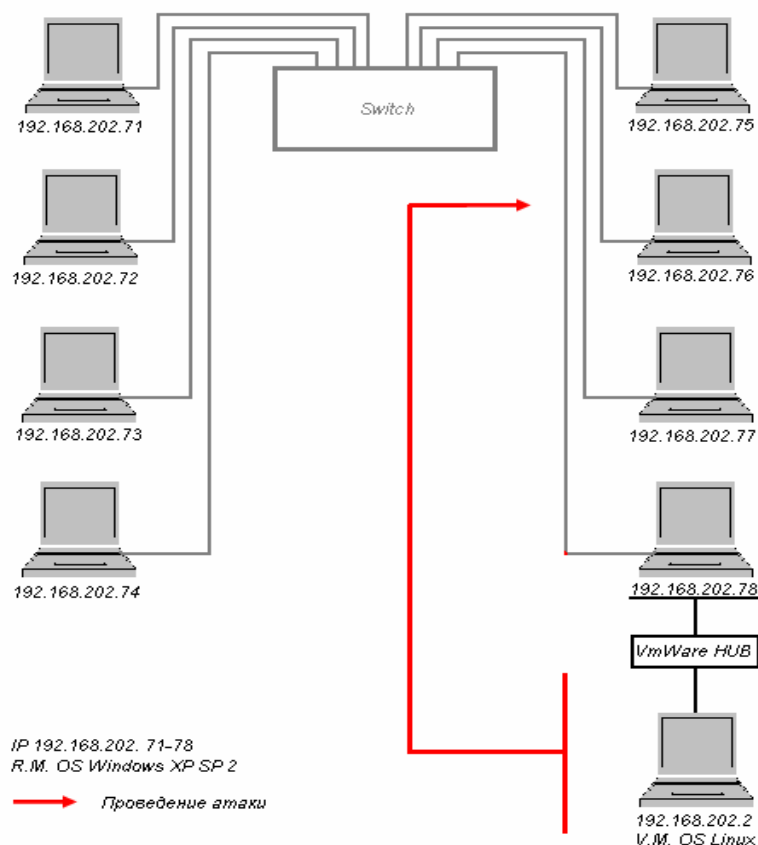 Switch
192.168.202.71
192.168.202.75
192.168.202.72
192.168.202.76
192.168.202.73
192.168.202.77
192.168.202.74
192.168.202.78
VmWare HUB
IP 192.168.202. 71-78
R.M. OS Windows XP SP 2
Проведение атаки
192.168.202.2
V.M. OS Linux